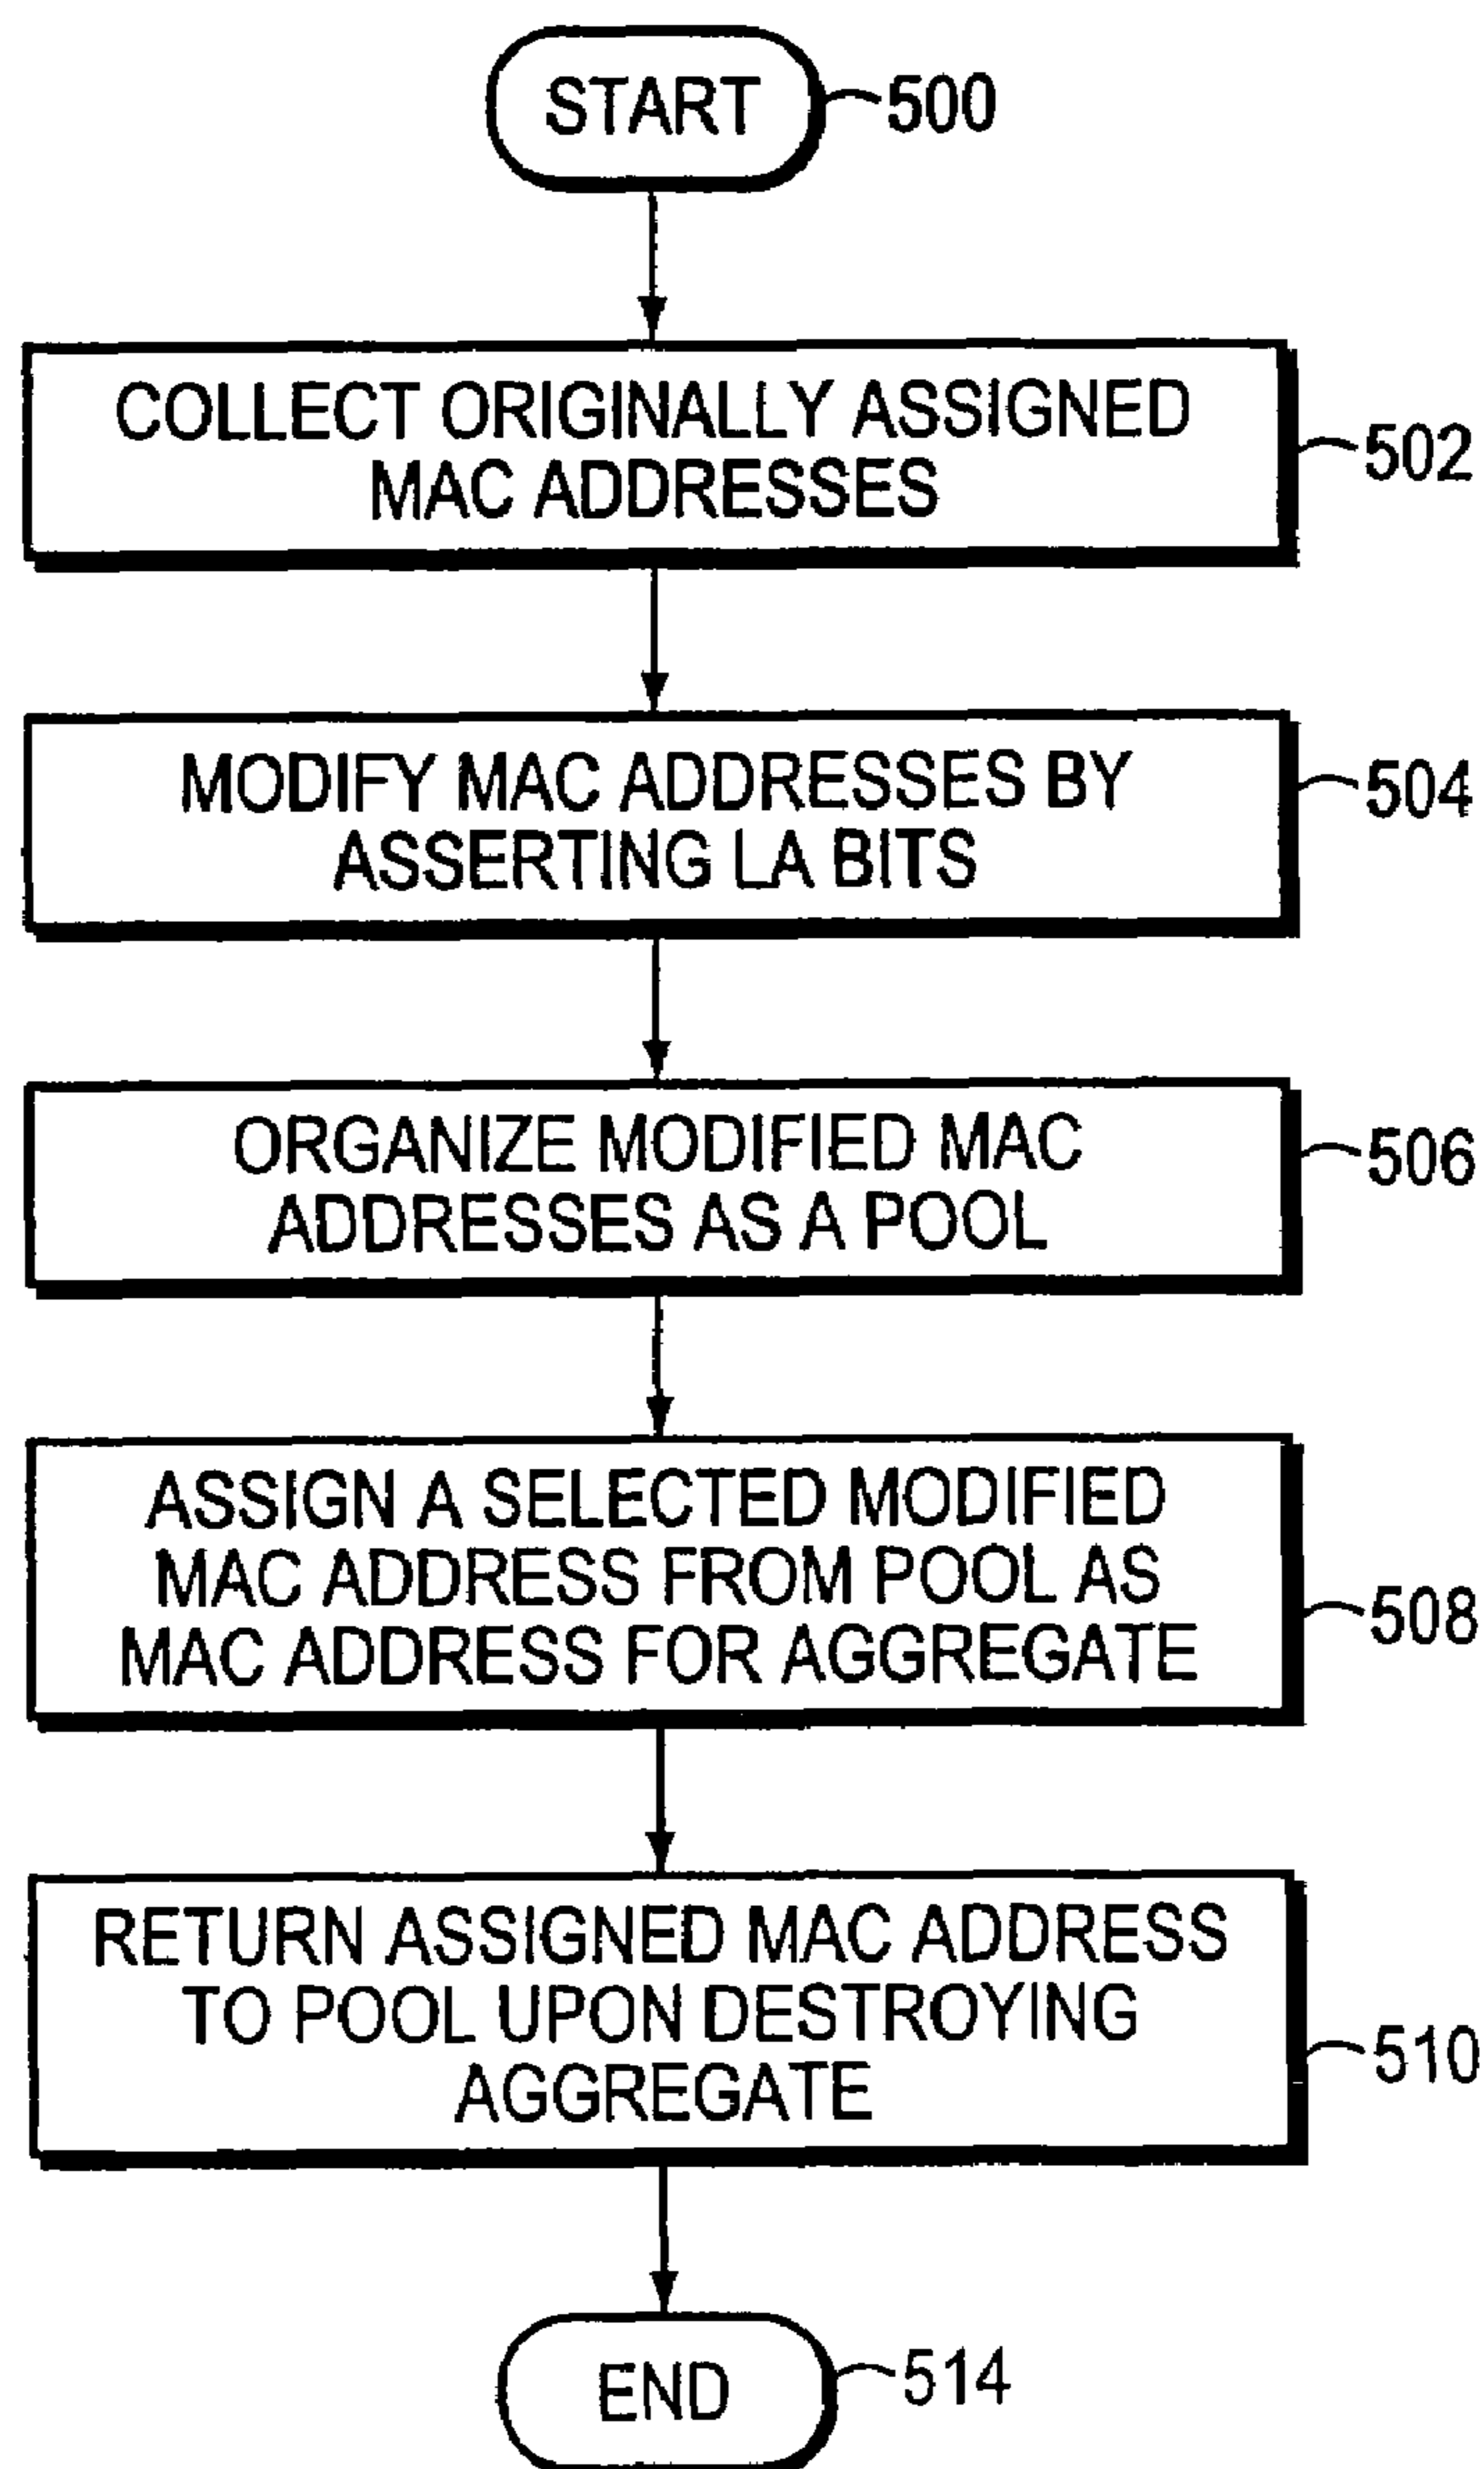 START
500
COLLECT ORIGINALLY ASSIGNED
MAC ADDRESSES
502
MODIFY MAC ADDRESSES BY
ASSERTING LA BITS
504
ORGANIZE MODIFIED MAC
ADDRESSES AS A POOL
506
ASSIGN A SELECTED MODIFIED
MAC ADDRESS FROM POOL AS
MAC ADDRESS FOR AGGREGATE
508
RETURN ASSIGNED MAC ADDRESS
TO POOL UPON DESTROYING
AGGREGATE
510
END
514